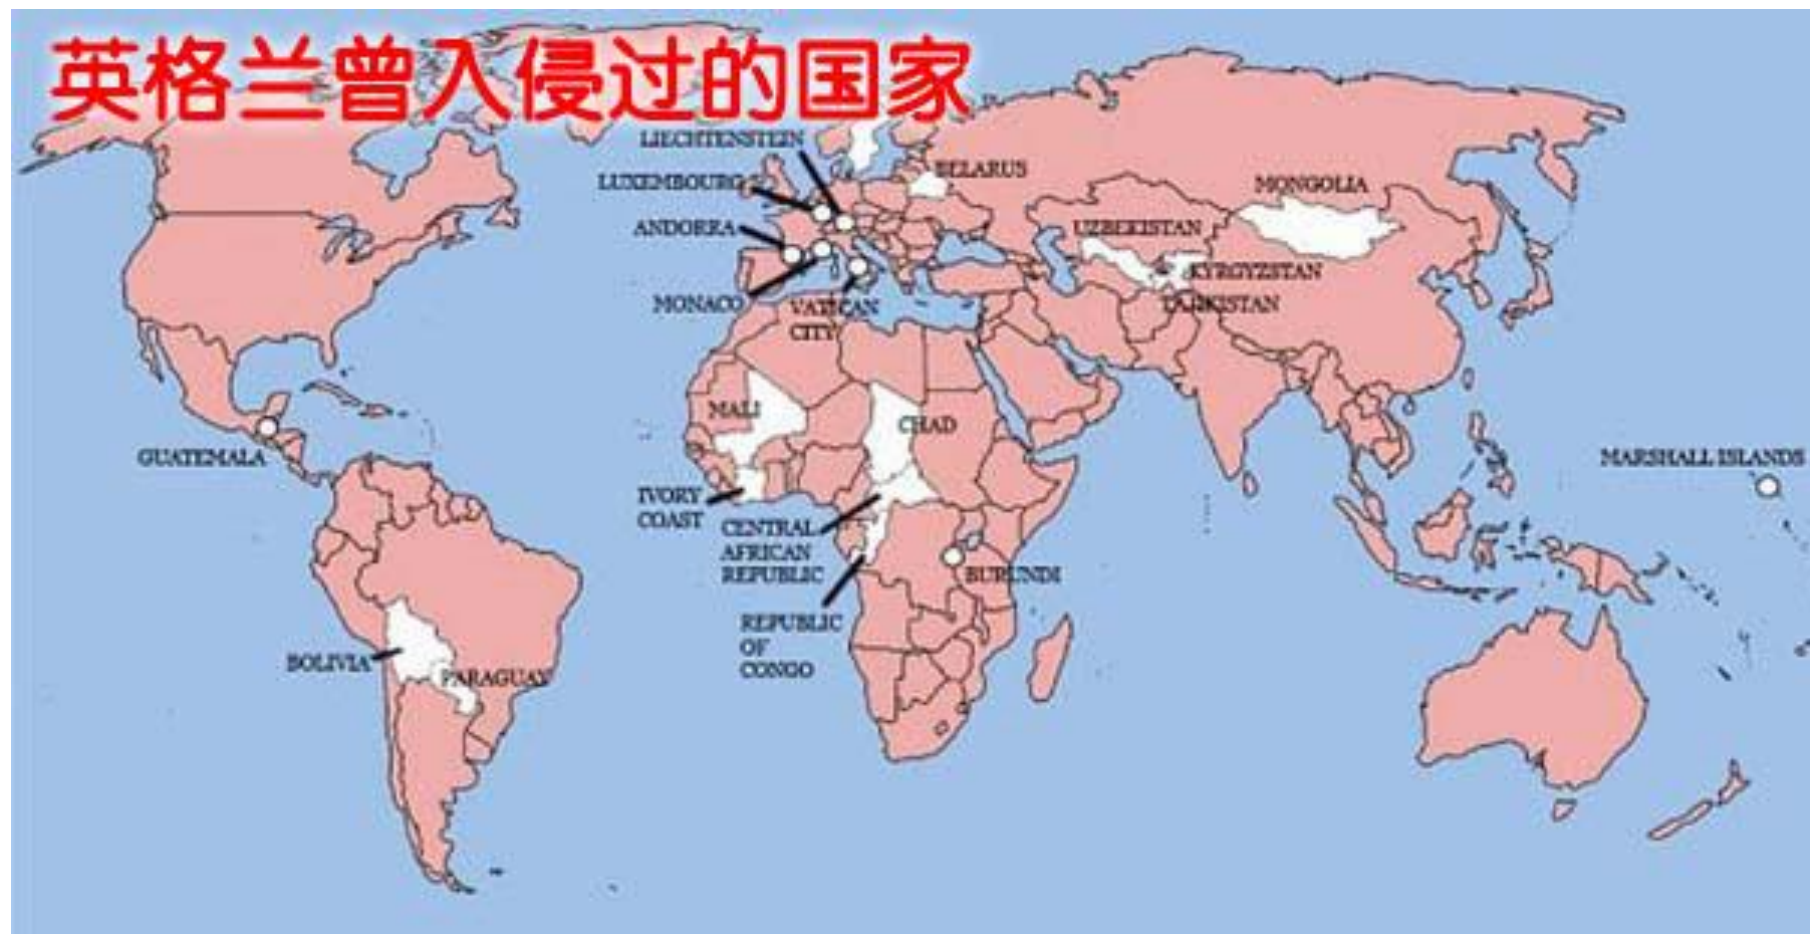 英格兰曾入侵过的国家
LIECHTENSTEIN
LUXEMBOURG
BELARUS
MONGOLIA
ANDORRA
UZBEKISTAN
KYRGYZSTAN
MONACO
VATICAN
CITY
MALI
CHAD
GUATEMALA
MARSHALL ISLANDS
IVORY
COAST
CENTRAL
AFRICAN
REPUBLIC
BURUNDI
REPUBLIC
OF
CONGO
BOLIVIA
PARAGUAY